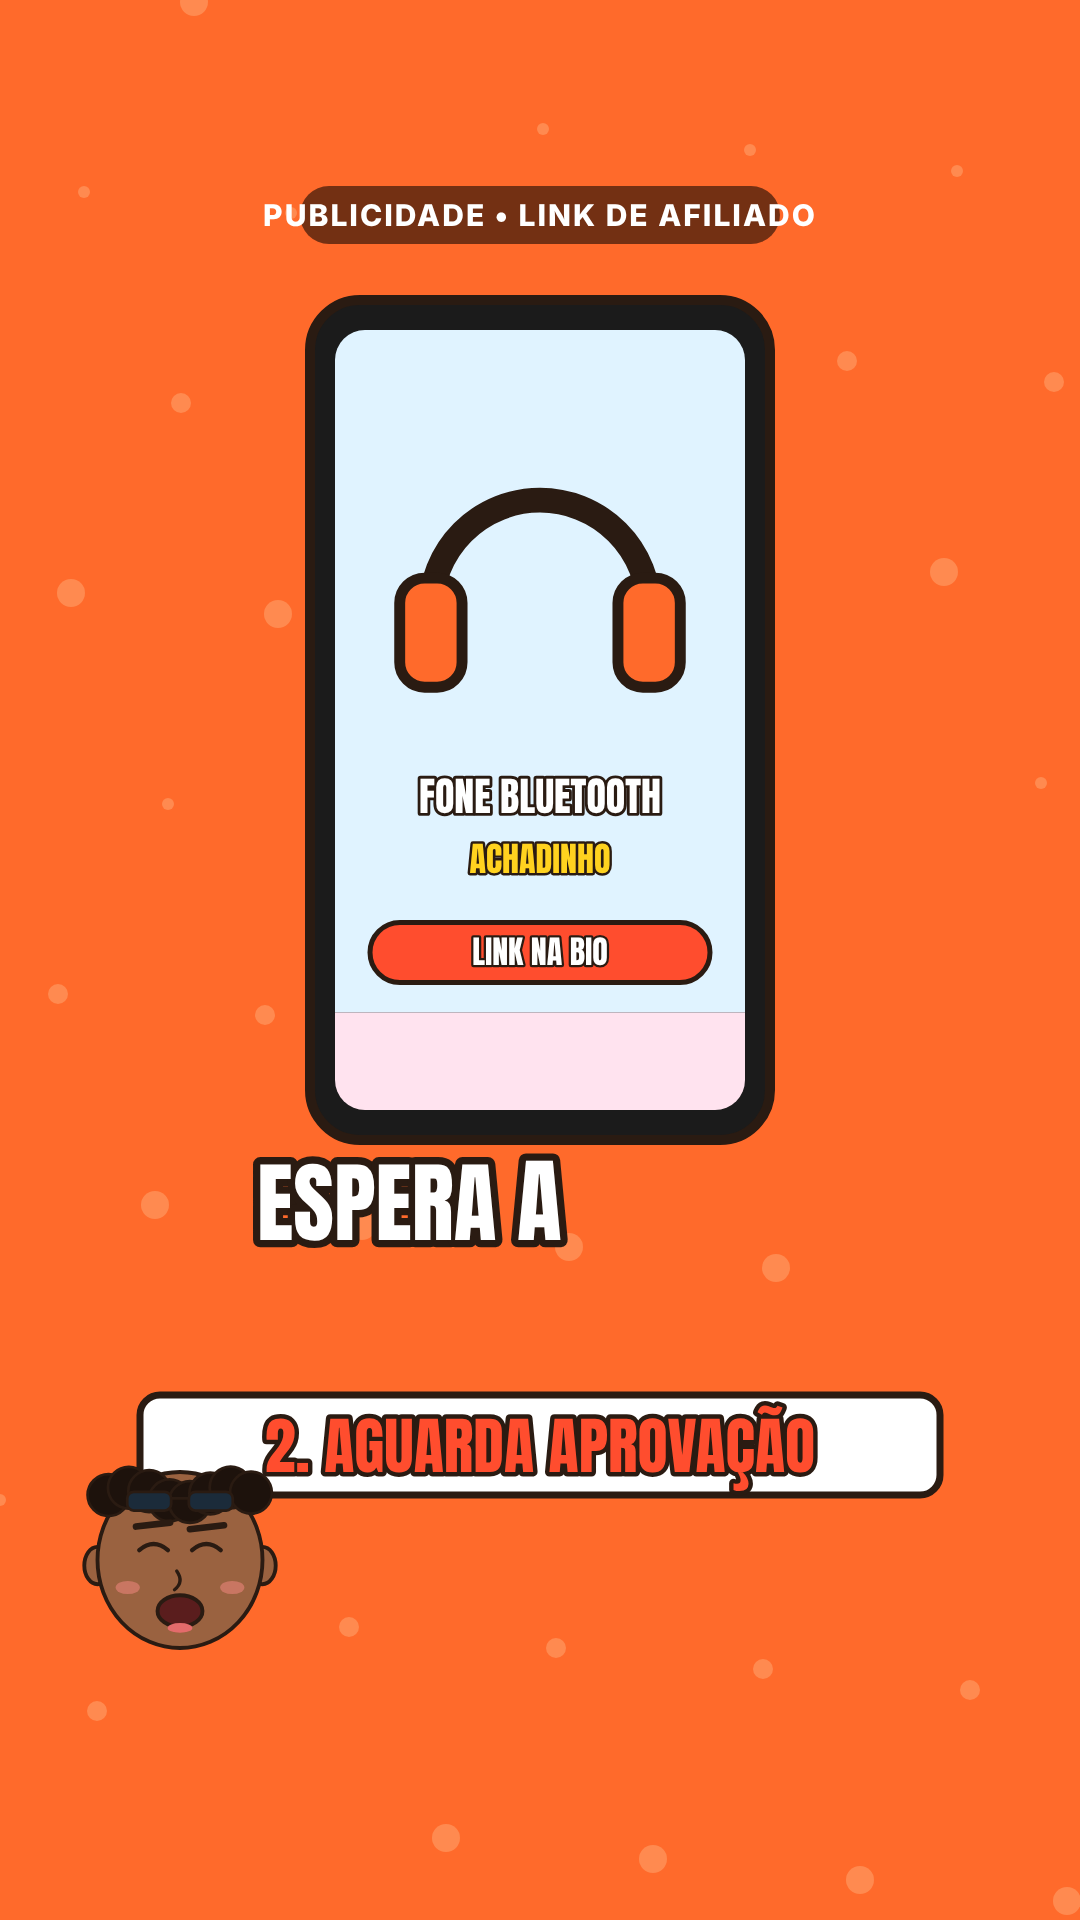 PUBLICIDADE • LINK DE AFILIADO
FONE BLUETOOTH
ACHADINHO
LINK NA BIO
ESPERA A
2. AGUARDA APROVAÇÃO